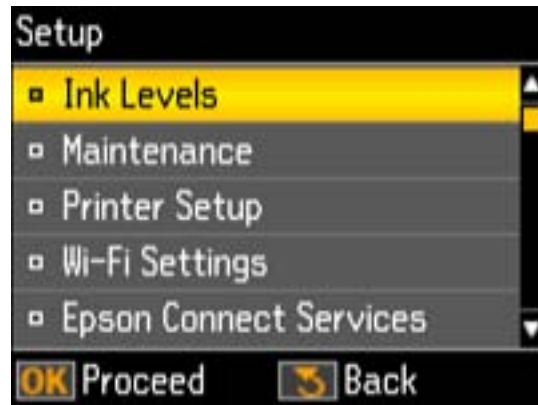 Setup
Ink Levels
Maintenance
Printer Setup
Wi-Fi Settings
Epson Connect Services
OK Proceed Back